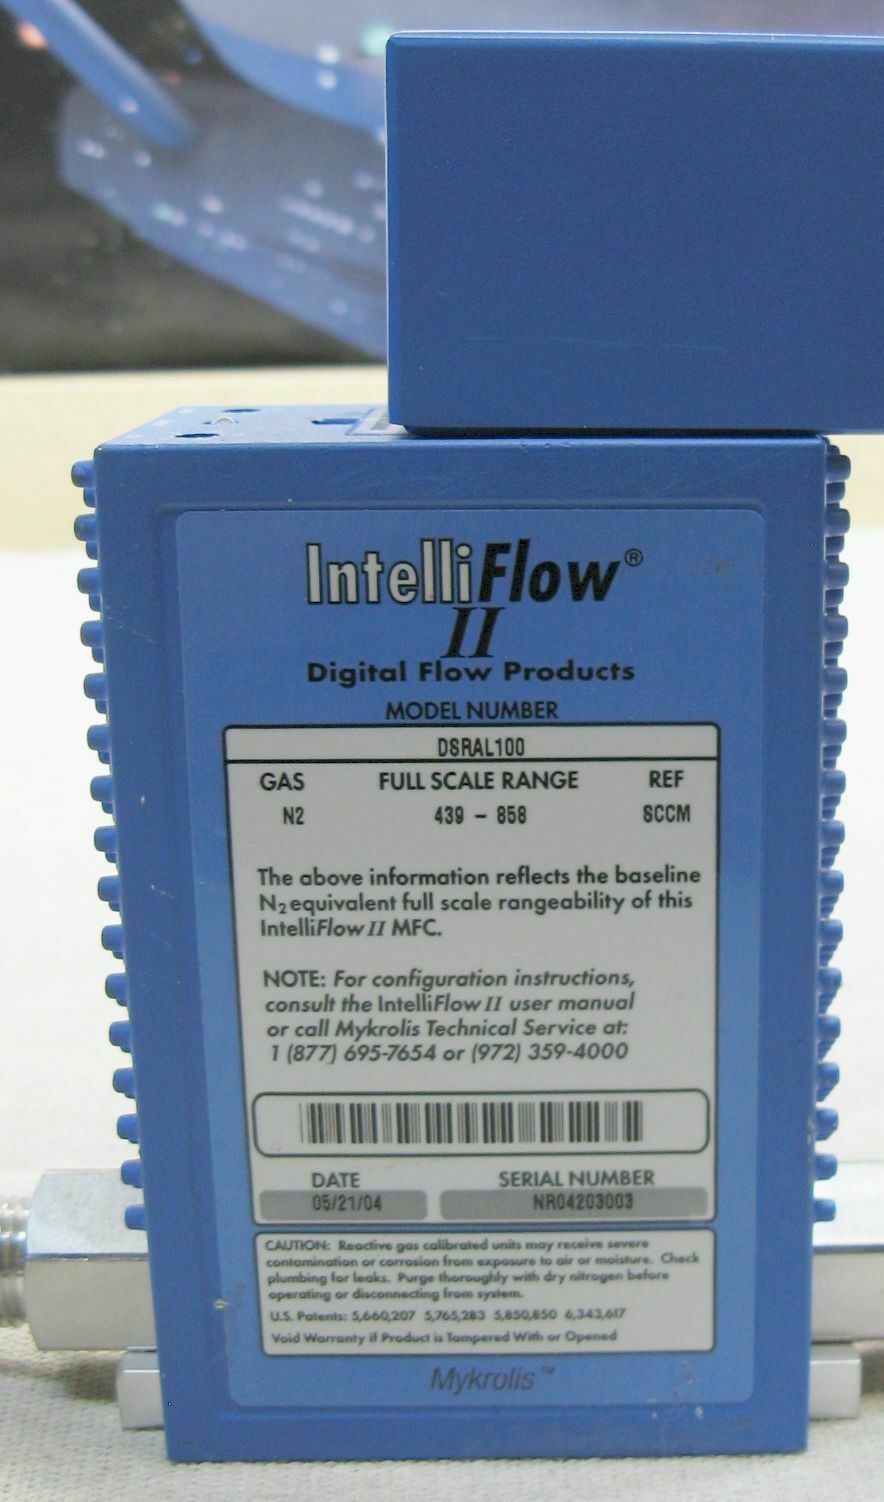 IntelliFlow®
II
Digital Flow Products
MODEL NUMBER
DSRAL100
GAS FULL SCALE RANGE REF
N2 439 - 858 SCCM
The above information reflects the baseline
N2 equivalent full scale rangeability of this
IntelliFlow II MFC.
NOTE: For configuration instructions,
consult the IntelliFlow II user manual
or call Mykrolis Technical Service at:
1 (877) 695-7654 or (972) 359-4000
DATE SERIAL NUMBER
05/21/04 NR04203003
CAUTION: Reactive gas calibrated units may receive severe
contamination or corrosion from exposure to air or moisture. Check
plumbing for leaks. Purge thoroughly with dry nitrogen before
operating or disconnecting from system.
U.S. Patents: 5,660,207 5,765,283 5,850,850 6,343,617
Void Warranty if Product is Tampered With or Opened
Mykrolis™